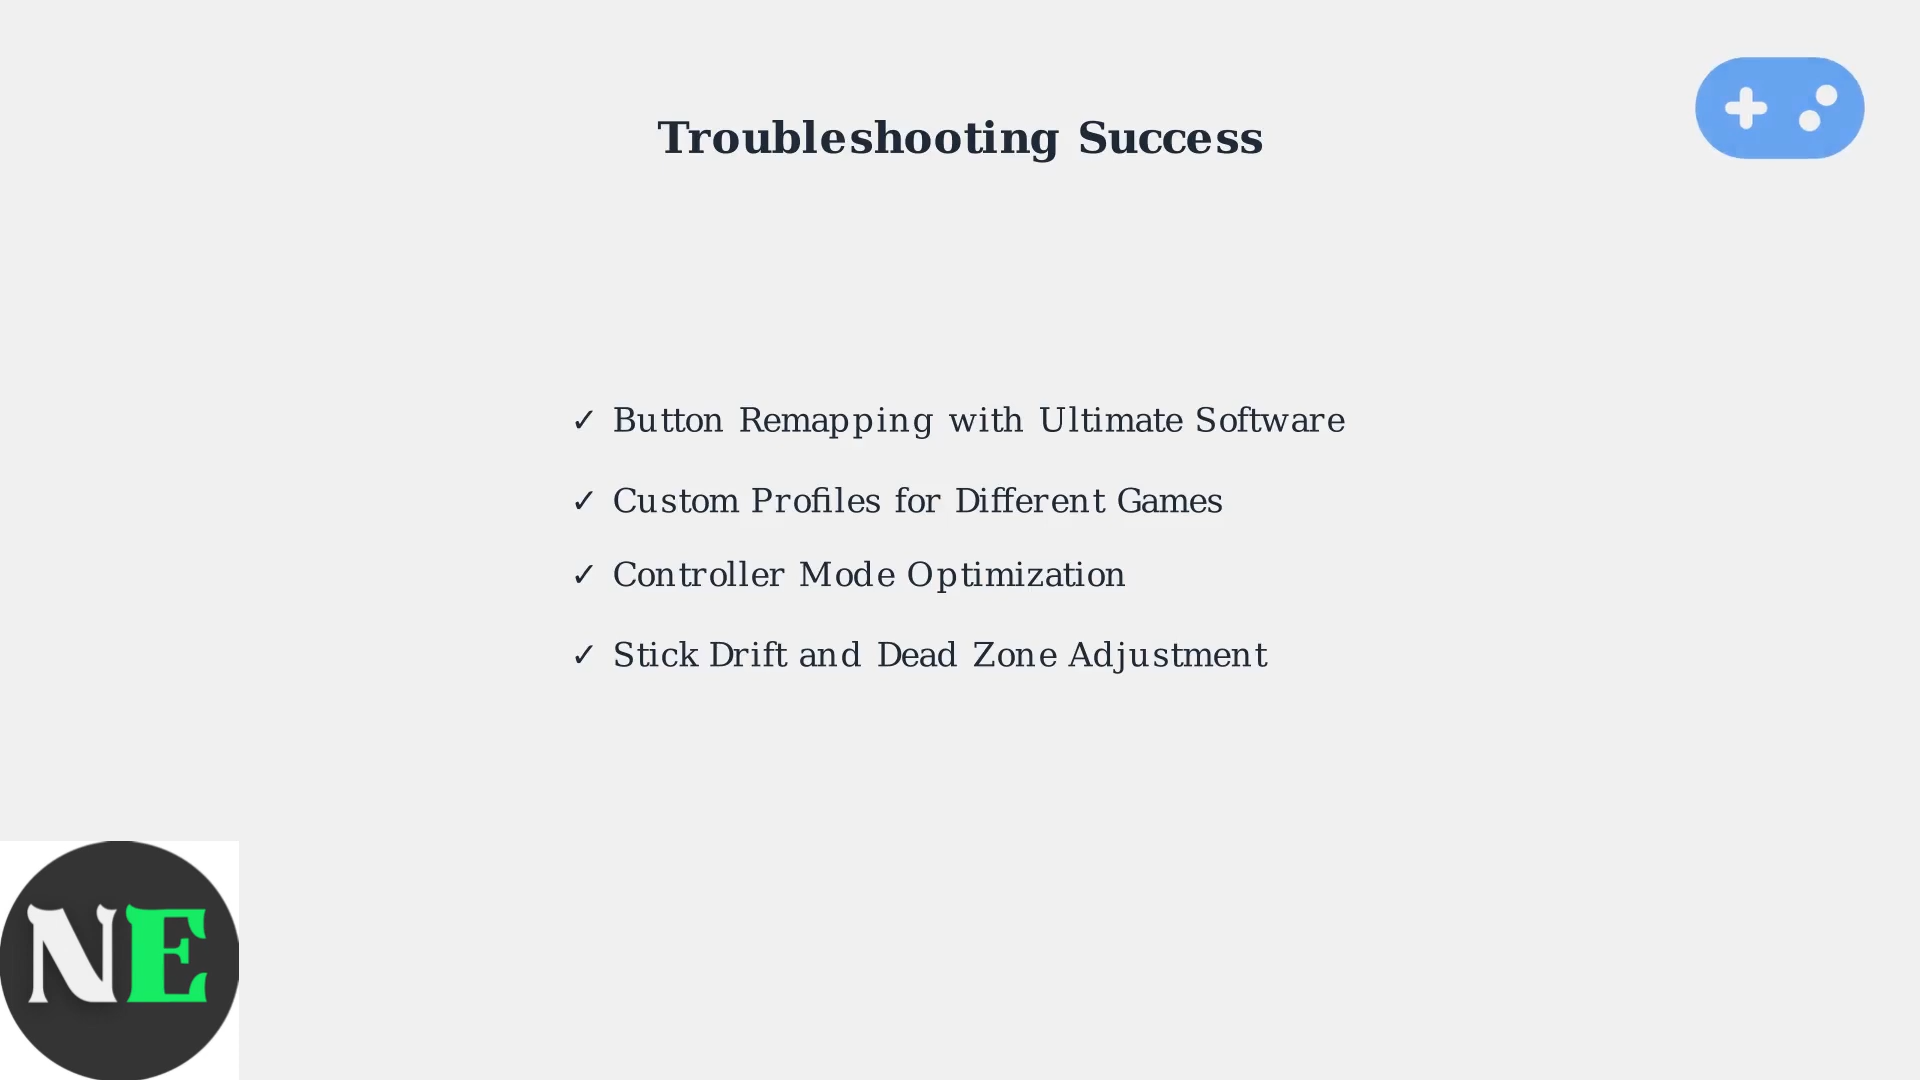 Troubleshooting Success
✓ Button Remapping with Ultimate Software
✓ Custom Profiles for Different Games
✓ Controller Mode Optimization
✓ Stick Drift and Dead Zone Adjustment
NE